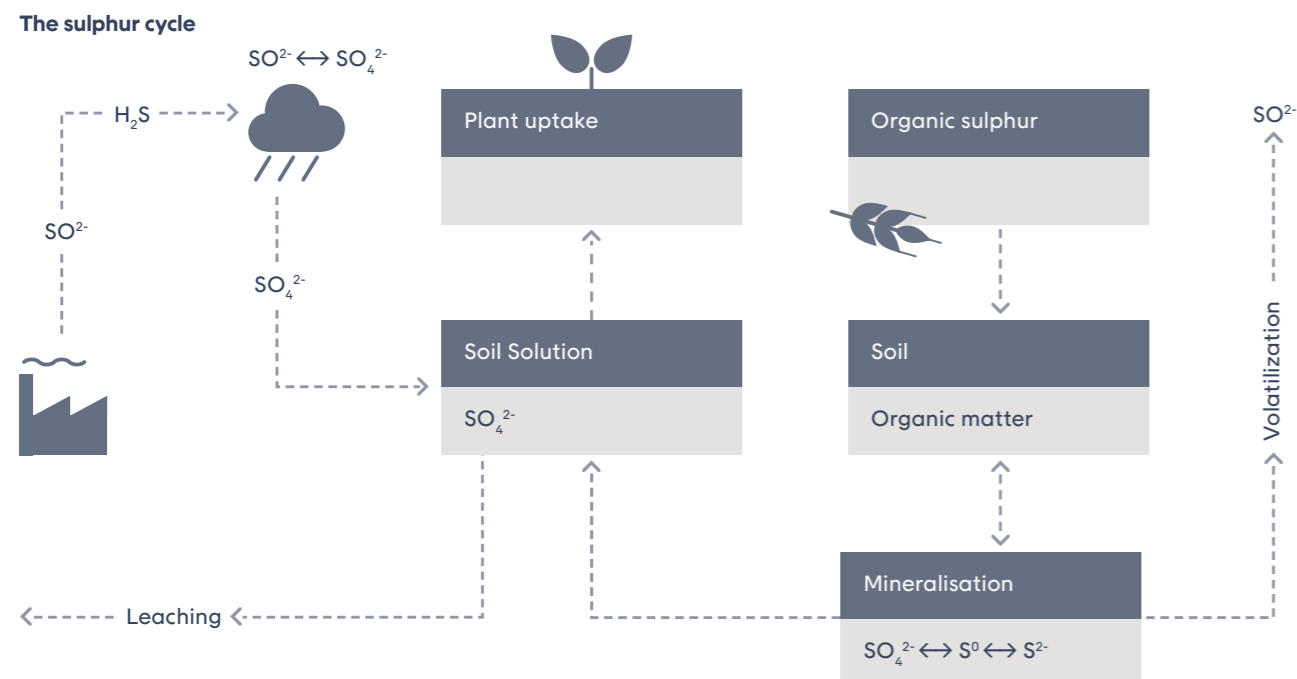 The sulphur cycle
SO²⁻ ↔ SO₄²⁻
H₂S
SO²⁻
SO₄²⁻
Plant uptake
Soil Solution
SO₄²⁻
Leaching
Organic sulphur
Soil
Organic matter
Mineralisation
SO₄²⁻ ↔ S⁰ ↔ S²⁻
SO²⁻
Volatilization